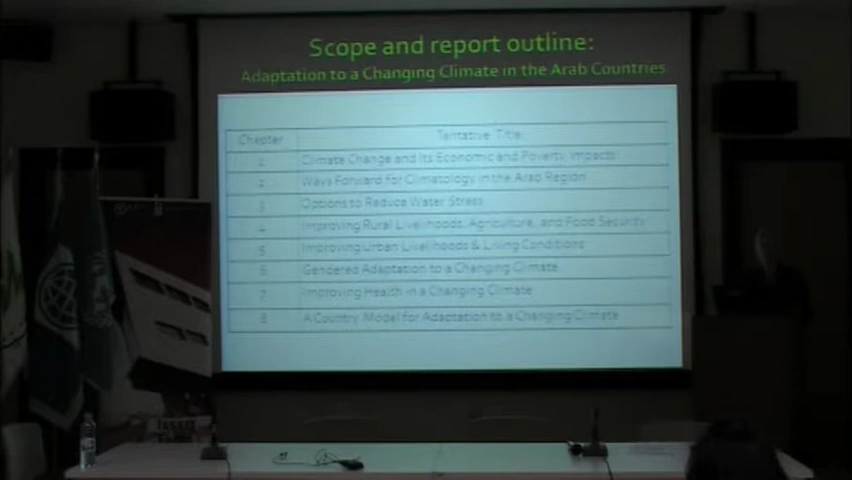 Scope and report outline:
Adaptation to a Changing Climate in the Arab Countries
Chapter Tentative Title
1 Climate Change and Its Economic and Poverty Impacts
2 Ways Forward for Climatology in the Arab Region
3 Options to Reduce Water Stress
4 Improving Rural Livelihoods, Agriculture, and Food Security
5 Improving Urban Livelihoods & Living Conditions
6 Gendered Adaptation to a Changing Climate
7 Improving Health in a Changing Climate
8 A Country Model for Adaptation to a Changing Climate